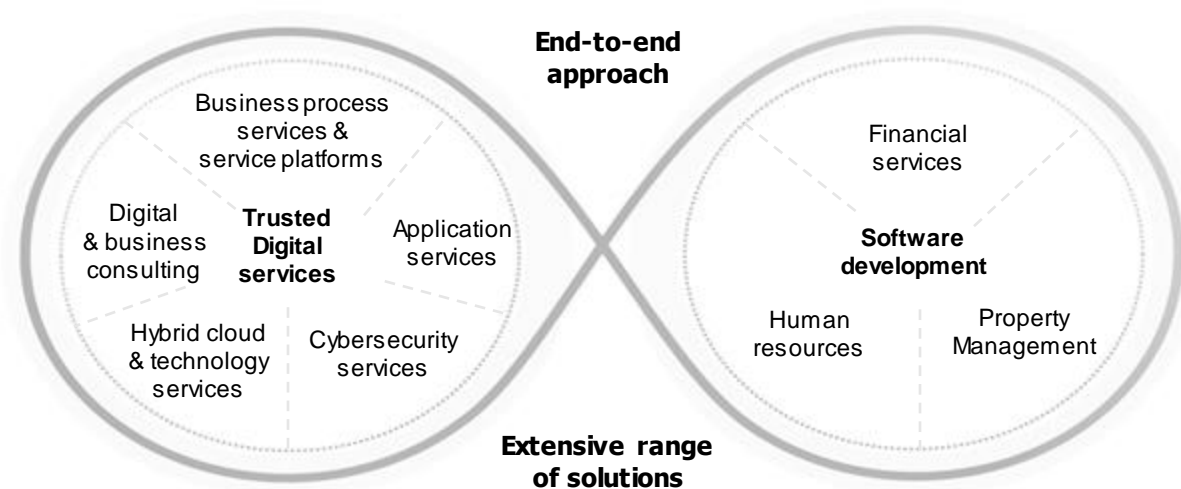 End-to-end
approach
Business process
services &
service platforms
Digital
& business
consulting
Trusted
Digital
services
Application
services
Hybrid cloud
& technology
services
Cybersecurity
services
Financial
services
Software
development
Human
resources
Property
Management
Extensive range
of solutions